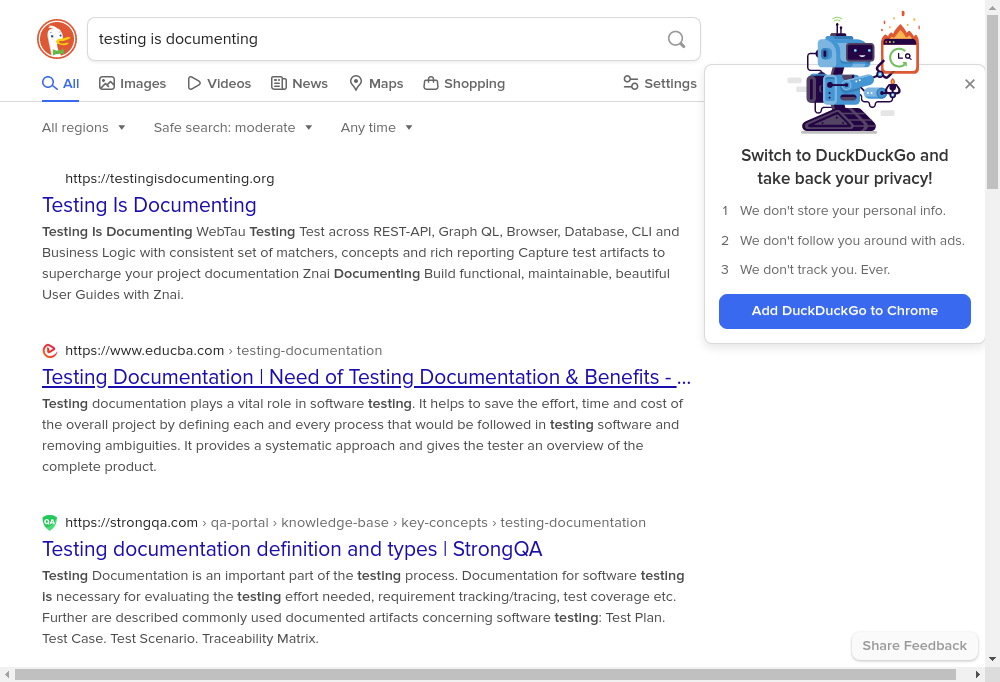 testing is documenting
All Images Videos News Maps Shopping Settings
All regions Safe search: moderate Any time
https://testingisdocumenting.org
Testing Is Documenting
Testing Is Documenting WebTau Testing Test across REST-API, Graph QL, Browser, Database, CLI and
Business Logic with consistent set of matchers, concepts and rich reporting Capture test artifacts to
supercharge your project documentation Znai Documenting Build functional, maintainable, beautiful
User Guides with Znai.
https://www.educba.com › testing-documentation
Testing Documentation | Need of Testing Documentation & Benefits - ...
Testing documentation plays a vital role in software testing. It helps to save the effort, time and cost of
the overall project by defining each and every process that would be followed in testing software and
removing ambiguities. It provides a systematic approach and gives the tester an overview of the
complete product.
QA https://strongqa.com › qa-portal › knowledge-base › key-concepts › testing-documentation
Testing documentation definition and types | StrongQA
Testing Documentation is an important part of the testing process. Documentation for software testing
is necessary for evaluating the testing effort needed, requirement tracking/tracing, test coverage etc.
Further are described commonly used documented artifacts concerning software testing: Test Plan.
Test Case. Test Scenario. Traceability Matrix.
Switch to DuckDuckGo and
take back your privacy!
1 We don't store your personal info.
2 We don't follow you around with ads.
3 We don't track you. Ever.
Add DuckDuckGo to Chrome
Share Feedback